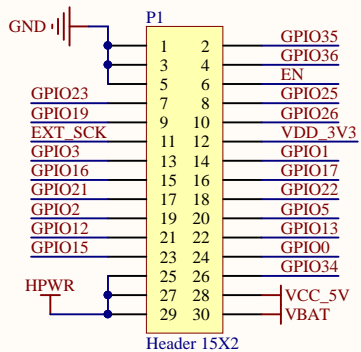 P1
GND
1 2 GPIO35
3 4 GPIO36
5 6 EN
GPIO23 7 8 GPIO25
GPIO19 9 10 GPIO26
EXT_SCK 11 12 VDD_3V3
GPIO3 13 14 GPIO1
GPIO16 15 16 GPIO17
GPIO21 17 18 GPIO22
GPIO2 19 20 GPIO5
GPIO12 21 22 GPIO13
GPIO15 23 24 GPIO0
25 26 GPIO34
HPWR 27 28 VCC_5V
29 30 VBAT
Header 15X2